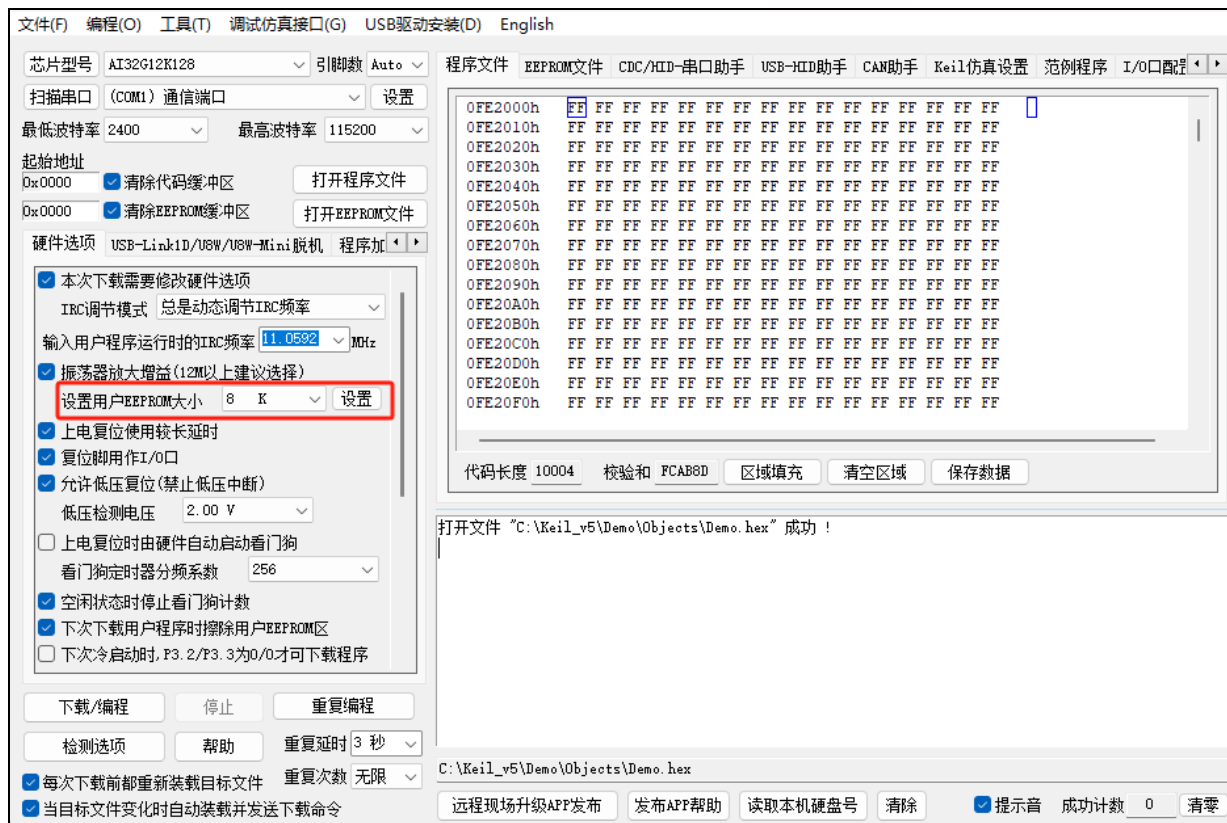 文件(F) 编程(O) 工具(T) 调试仿真接口(G) USB驱动安装(D) English
芯片型号 AI32G12K128 引脚数 Auto
扫描串口 (COM1) 通信端口 设置
最低波特率 2400 最高波特率 115200
起始地址
0x0000 清除代码缓冲区 打开程序文件
0x0000 清除EEPROM缓冲区 打开EEPROM文件
硬件选项 USB-Link1D/U8W/U8W-Mini脱机 程序加
本次下载需要修改硬件选项
IRC调节模式 总是动态调节IRC频率
输入用户程序运行时的IRC频率 11.0592 MHz
振荡器放大增益(12M以上建议选择)
设置用户EEPROM大小 8 K 设置
上电复位使用较长延时
复位脚用作I/O口
允许低压复位(禁止低压中断)
低压检测电压 2.00 V
上电复位时由硬件自动启动看门狗
看门狗定时器分频系数 256
空闲状态时停止看门狗计数
下次下载用户程序时擦除用户EEPROM区
下次冷启动时,P3.2/P3.3为0/0才可下载程序
下载/编程 停止 重复编程
检测选项 帮助 重复延时 3 秒
每次下载前都重新装载目标文件 重复次数 无限
当目标文件变化时自动装载并发送下载命令
程序文件 EEPROM文件 CDC/HID-串口助手 USB-HID助手 CAN助手 Keil仿真设置 范例程序 I/O口配
0FE2000h FF FF FF FF FF FF FF FF FF FF FF FF FF FF FF FF
0FE2010h FF FF FF FF FF FF FF FF FF FF FF FF FF FF FF FF
0FE2020h FF FF FF FF FF FF FF FF FF FF FF FF FF FF FF FF
0FE2030h FF FF FF FF FF FF FF FF FF FF FF FF FF FF FF FF
0FE2040h FF FF FF FF FF FF FF FF FF FF FF FF FF FF FF FF
0FE2050h FF FF FF FF FF FF FF FF FF FF FF FF FF FF FF FF
0FE2060h FF FF FF FF FF FF FF FF FF FF FF FF FF FF FF FF
0FE2070h FF FF FF FF FF FF FF FF FF FF FF FF FF FF FF FF
0FE2080h FF FF FF FF FF FF FF FF FF FF FF FF FF FF FF FF
0FE2090h FF FF FF FF FF FF FF FF FF FF FF FF FF FF FF FF
0FE20A0h FF FF FF FF FF FF FF FF FF FF FF FF FF FF FF FF
0FE20B0h FF FF FF FF FF FF FF FF FF FF FF FF FF FF FF FF
0FE20C0h FF FF FF FF FF FF FF FF FF FF FF FF FF FF FF FF
0FE20D0h FF FF FF FF FF FF FF FF FF FF FF FF FF FF FF FF
0FE20E0h FF FF FF FF FF FF FF FF FF FF FF FF FF FF FF FF
0FE20F0h FF FF FF FF FF FF FF FF FF FF FF FF FF FF FF FF
代码长度 10004 校验和 FCAB8D 区域填充 清空区域 保存数据
打开文件 "C:\Keil_v5\Demo\Objects\Demo.hex" 成功 !
C:\Keil_v5\Demo\Objects\Demo.hex
远程现场升级APP发布 发布APP帮助 读取本机硬盘号 清除 提示音 成功计数 0 清零